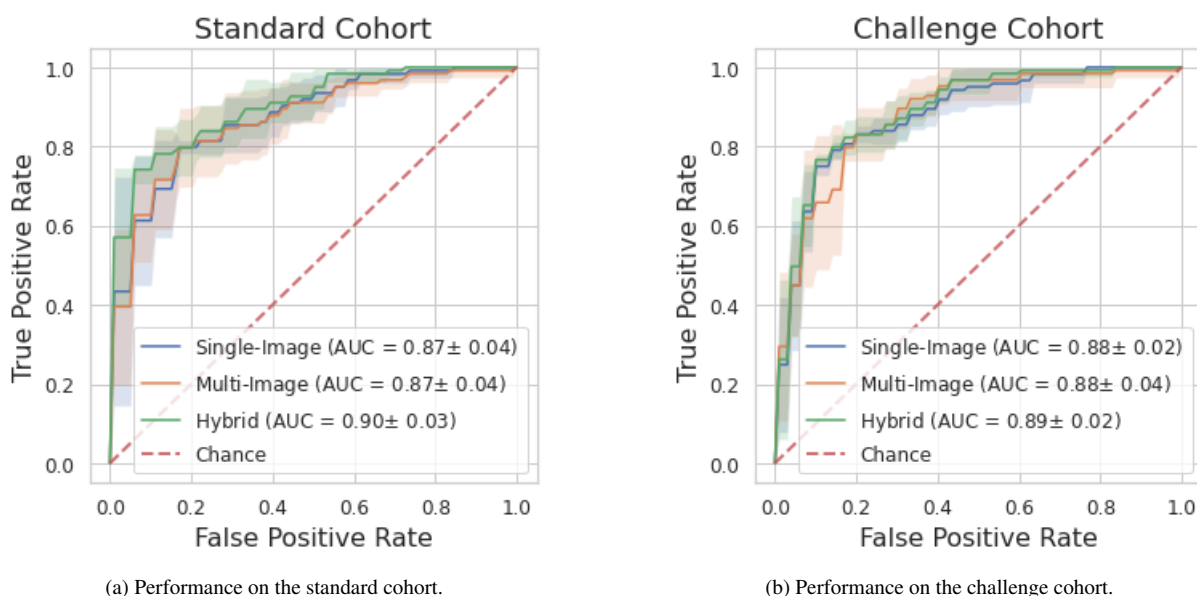 Standard Cohort
True Positive Rate
1.0
0.8
0.6
0.4
0.2
0.0
Single-Image (AUC = 0.87± 0.04)
Multi-Image (AUC = 0.87± 0.04)
Hybrid (AUC = 0.90± 0.03)
Chance
0.0 0.2 0.4 0.6 0.8 1.0
False Positive Rate
(a) Performance on the standard cohort.
Challenge Cohort
True Positive Rate
1.0
0.8
0.6
0.4
0.2
0.0
Single-Image (AUC = 0.88± 0.02)
Multi-Image (AUC = 0.88± 0.04)
Hybrid (AUC = 0.89± 0.02)
Chance
0.0 0.2 0.4 0.6 0.8 1.0
False Positive Rate
(b) Performance on the challenge cohort.